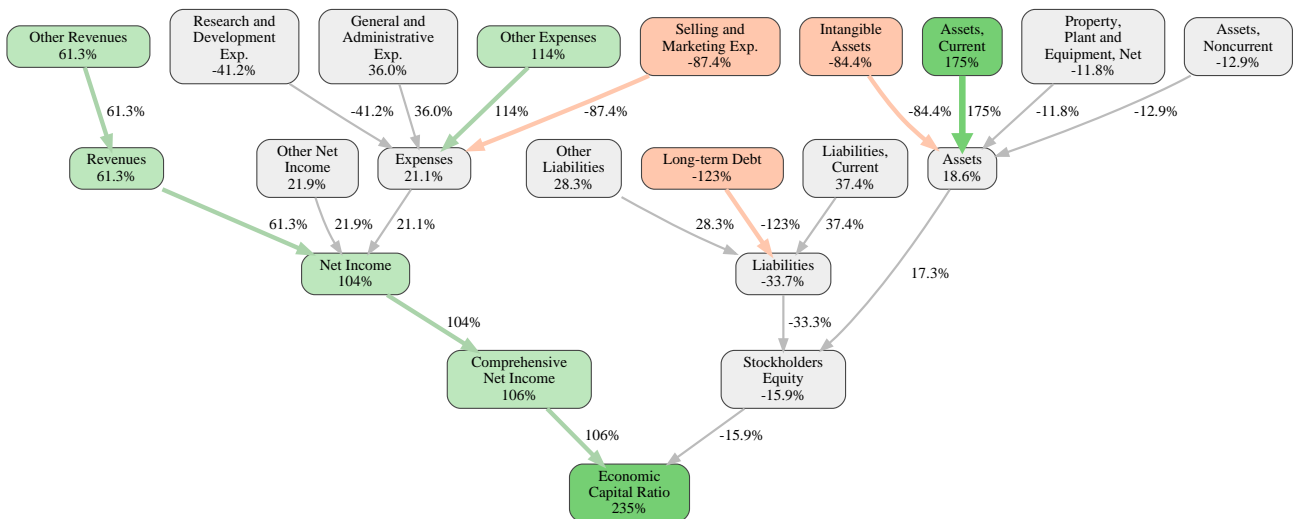 Other Revenues
61.3%
Research and
Development
Exp.
-41.2%
General and
Administrative
Exp.
36.0%
Other Expenses
114%
Selling and
Marketing Exp.
-87.4%
Intangible
Assets
-84.4%
Assets,
Current
175%
Property,
Plant and
Equipment, Net
-11.8%
Assets,
Noncurrent
-12.9%
61.3%
-41.2%
36.0%
114%
-87.4%
-84.4%
175%
-11.8%
-12.9%
Revenues
61.3%
Other Net
Income
21.9%
Expenses
21.1%
Other
Liabilities
28.3%
Long-term Debt
-123%
Liabilities,
Current
37.4%
Assets
18.6%
61.3%
21.9%
21.1%
28.3%
-123%
37.4%
17.3%
Net Income
104%
Liabilities
-33.7%
104%
-33.3%
Comprehensive
Net Income
106%
Stockholders
Equity
-15.9%
106%
-15.9%
Economic
Capital Ratio
235%